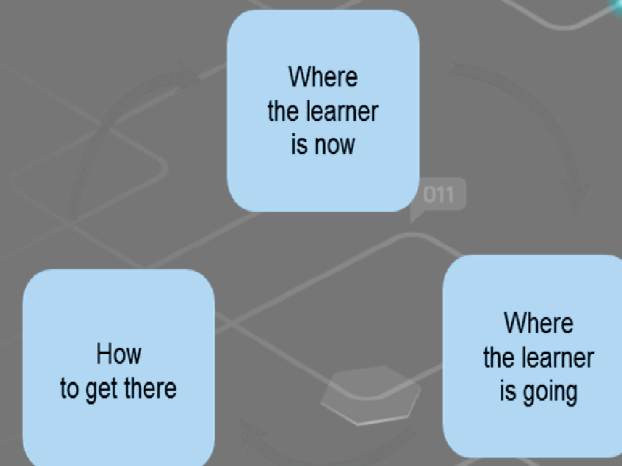 Where
the learner
is now
011
Where
the learner
is going
How
to get there